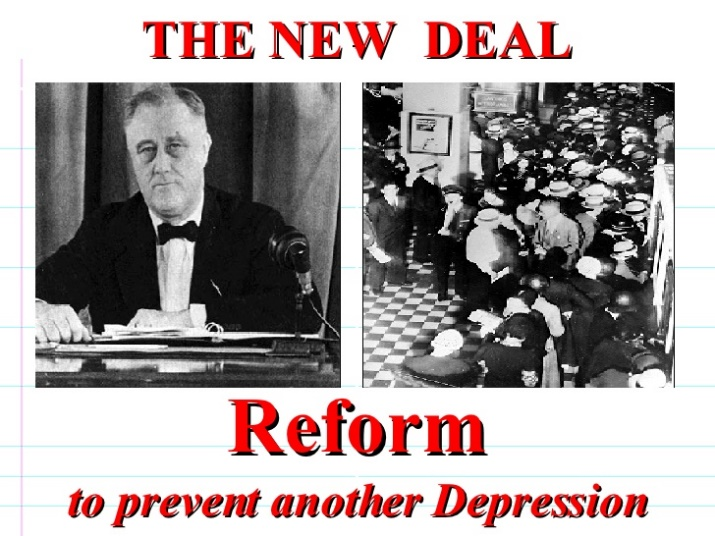 THE NEW DEAL
Reform
to prevent another Depression